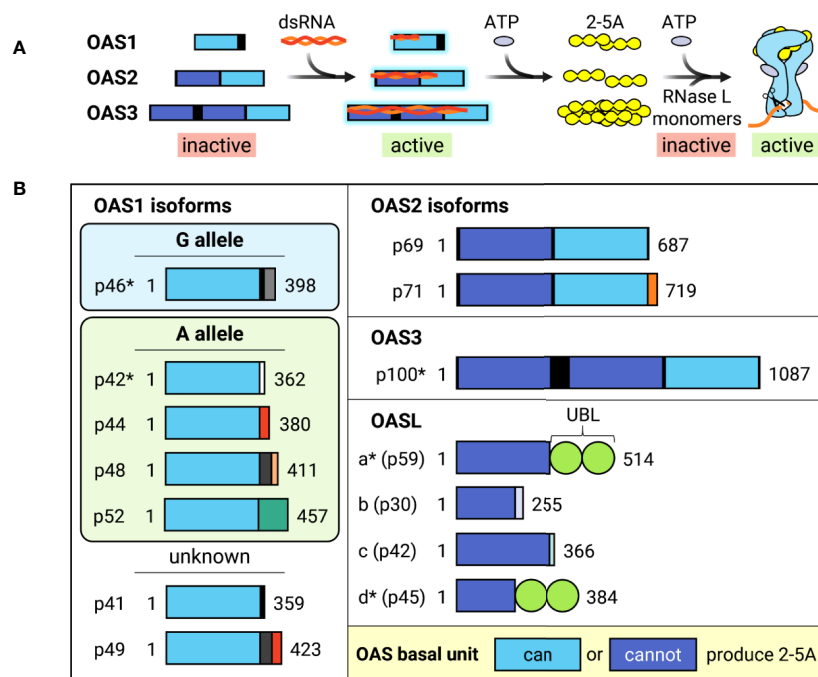 A
dsRNA
ATP
2-5A
ATP
OAS1
OAS2
OAS3
RNase L
monomers
inactive
active
inactive
active
B
OAS1 isoforms
G allele
p46* 1 398
A allele
p42* 1 362
p44 1 380
p48 1 411
p52 1 457
unknown
p41 1 359
p49 1 423
OAS2 isoforms
p69 1 687
p71 1 719
OAS3
p100* 1 1087
OASL
UBL
a* (p59) 1 514
b (p30) 1 255
c (p42) 1 366
d* (p45) 1 384
OAS basal unit can or cannot produce 2-5A